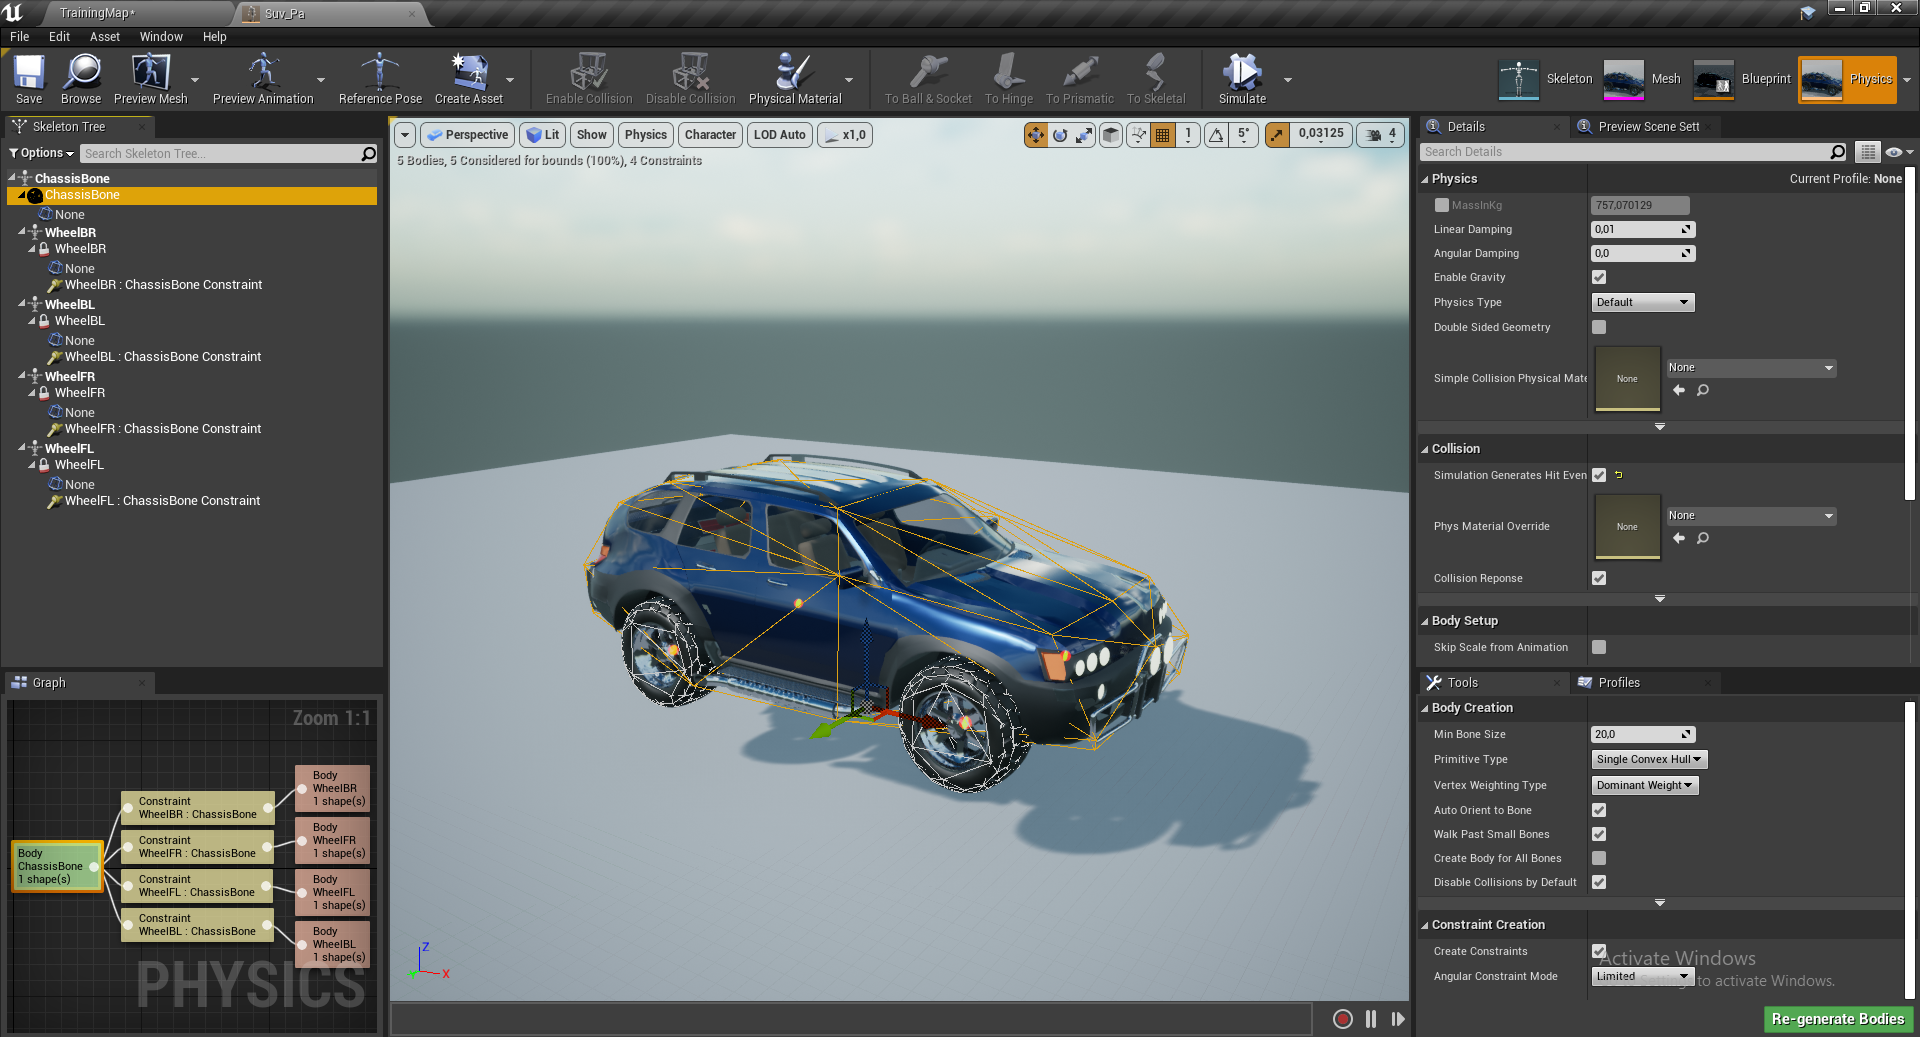 TrainingMap*
Suv_Pa
File Edit Asset Window Help
Save
Browse
Preview Mesh
Preview Animation
Reference Pose
Create Asset
Enable Collision
Disable Collision
Physical Material
To Ball & Socket
To Hinge
To Prismatic
To Skeletal
Simulate
Skeleton
Mesh
Blueprint
Physics
Skeleton Tree
Options
Search Skeleton Tree...
ChassisBone
ChassisBone
None
WheelBR
WheelBR
None
WheelBR : ChassisBone Constraint
WheelBL
WheelBL
None
WheelBL : ChassisBone Constraint
WheelFR
WheelFR
None
WheelFR : ChassisBone Constraint
WheelFL
WheelFL
None
WheelFL : ChassisBone Constraint
Graph
Zoom 1:1
Body
ChassisBone
1 shape(s)
Constraint
WheelBR : ChassisBone
Constraint
WheelFR : ChassisBone
Constraint
WheelFL : ChassisBone
Constraint
WheelBL : ChassisBone
Body
WheelBR
1 shape(s)
Body
WheelFR
1 shape(s)
Body
WheelFL
1 shape(s)
Body
WheelBL
1 shape(s)
PHYSICS
Perspective
Lit
Show
Physics
Character
LOD Auto
x1,0
1
5°
0,03125
4
5 Bodies, 5 Considered for bounds (100%), 4 Constraints
Z
X
Details
Preview Scene Sett
Search Details
Physics
Current Profile: None
MassInKg
757,070129
Linear Damping
0,01
Angular Damping
0,0
Enable Gravity
Physics Type
Default
Double Sided Geometry
Simple Collision Physical Mate
None
None
Collision
Simulation Generates Hit Even
Phys Material Override
None
None
Collision Reponse
Body Setup
Skip Scale from Animation
Tools
Profiles
Body Creation
Min Bone Size
20,0
Primitive Type
Single Convex Hull
Vertex Weighting Type
Dominant Weight
Auto Orient to Bone
Walk Past Small Bones
Create Body for All Bones
Disable Collisions by Default
Constraint Creation
Create Constraints
Activate Windows
Angular Constraint Mode
Limited
to activate Windows.
Re-generate Bodies